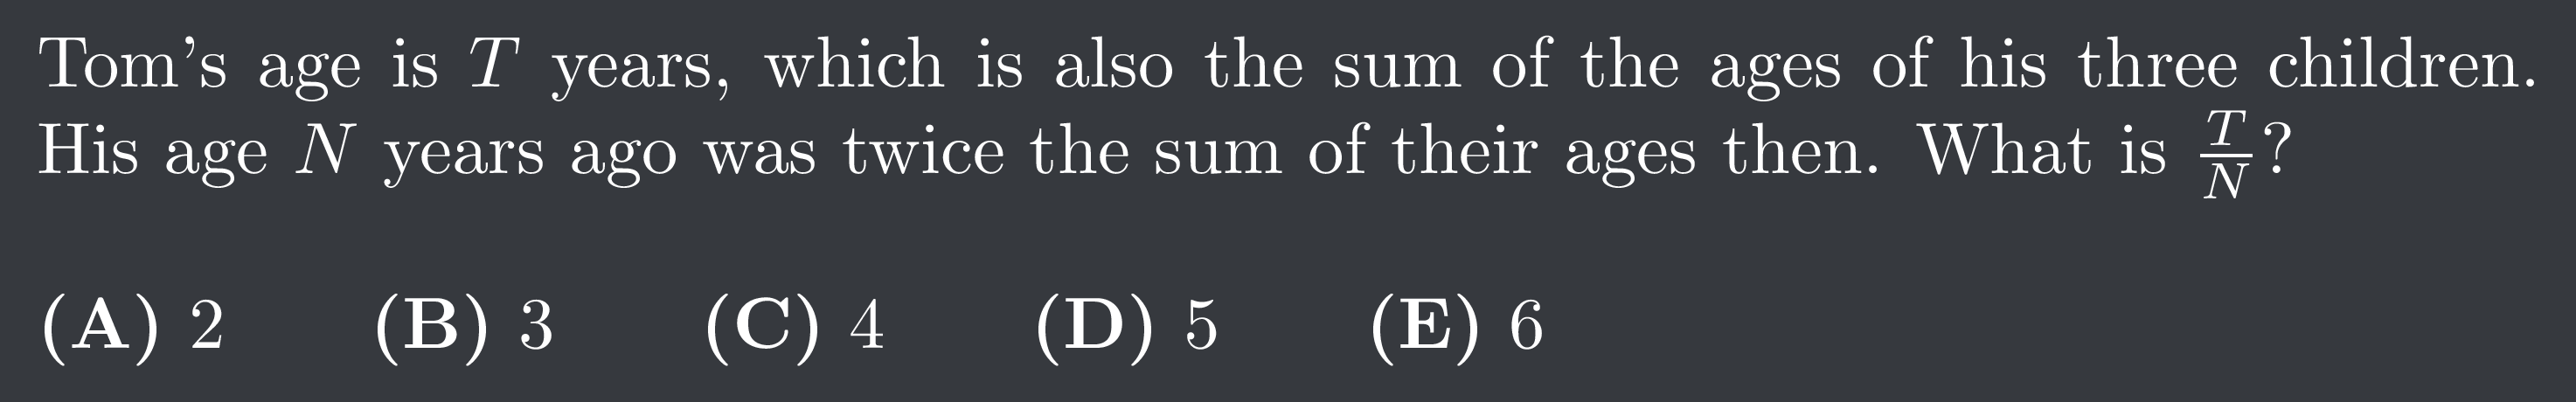 Tom's age is T years, which is also the sum of the ages of his three children.
His age N years ago was twice the sum of their ages then. What is $\frac{T}{N}$?
(A) 2 (B) 3 (C) 4 (D) 5 (E) 6